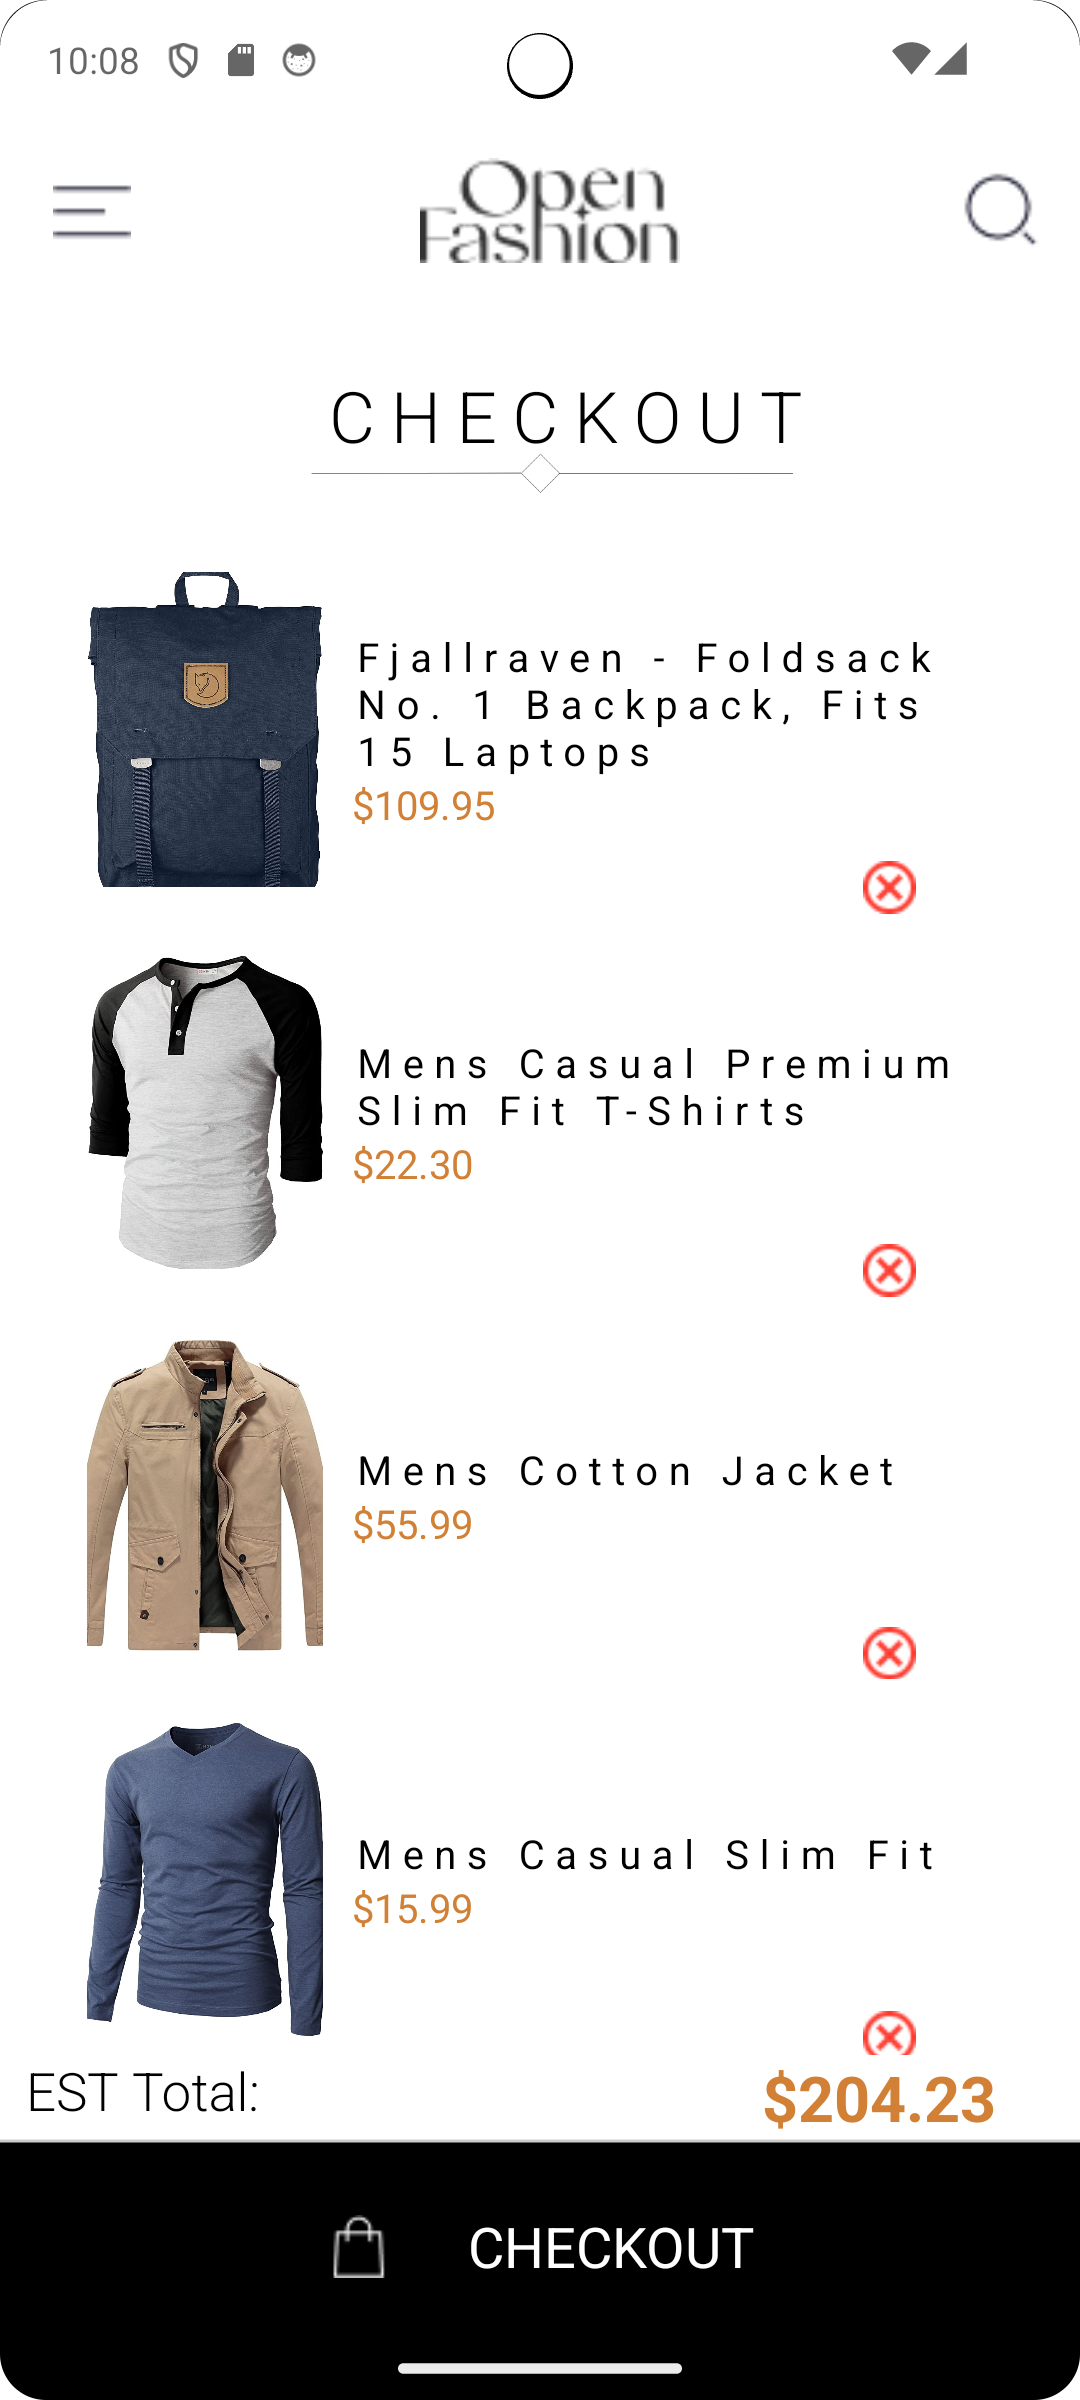 10:08
Open
Fashion
CHECKOUT
Fjallraven - Foldsack
No. 1 Backpack, Fits
15 Laptops
$109.95
Mens Casual Premium
Slim Fit T-Shirts
$22.30
Mens Cotton Jacket
$55.99
Mens Casual Slim Fit
$15.99
EST Total:
$204.23
CHECKOUT